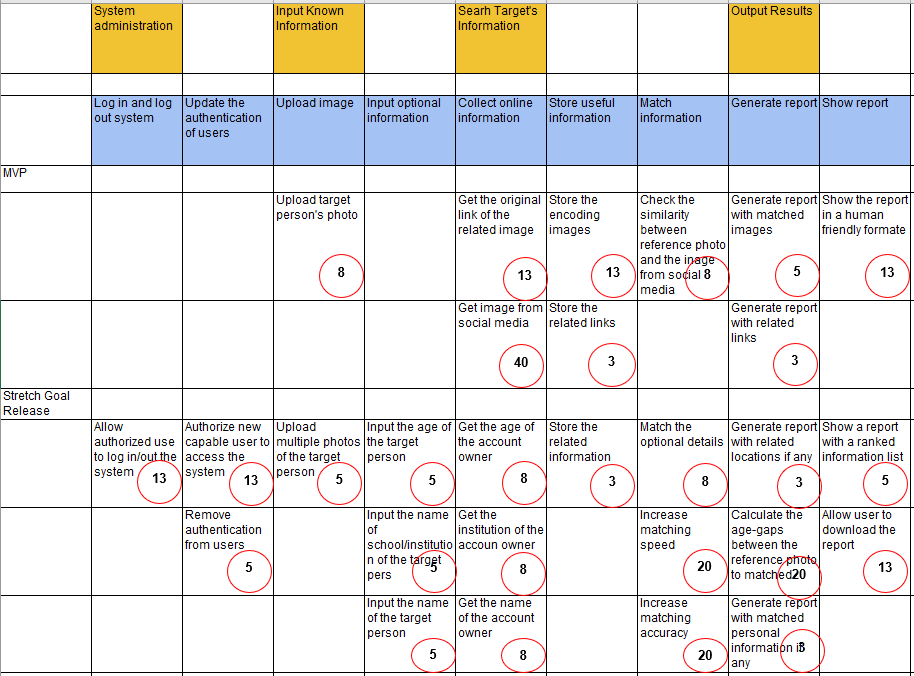 System
administration
Input Known
Information
Searh Target's
Information
Output Results
Log in and log
out system
Update the
authentication
of users
Upload image
Input optional
information
Collect online
information
Store useful
information
Match
information
Generate report
Show report
MVP
Upload target
person's photo
8
Get the original
link of the
related image
13
Store the
encoding
images
13
Check the
similarity
between
reference photo
and the inage
from social
media
8
Generate report
with matched
images
5
Show the report
in a human
friendly formate
13
Get image from
social media
40
Store the
related links
3
Generate report
with related
links
3
Stretch Goal
Release
Allow
authorized use
to log in/out the
system
13
Authorize new
capable user to
access the
system
13
Upload
multiple photos
of the target
person
5
Input the age of
the target
person
5
Get the age of
the account
owner
8
Store the
related
information
3
Match the
optional details
8
Generate report
with related
locations if any
3
Show a report
with a ranked
information list
5
Remove
authentication
from users
5
Input the name
of
school/institutio
n of the target
pers
5
Get the
institution of the
accoun owner
8
Increase
matching
speed
20
Calculate the
age-gaps
between the
reference photo
to matched
20
Allow user to
download the
report
13
Input the name
of the target
person
5
Get the name
of the account
owner
8
Increase
matching
accuracy
20
Generate report
with matched
personal
information if
any